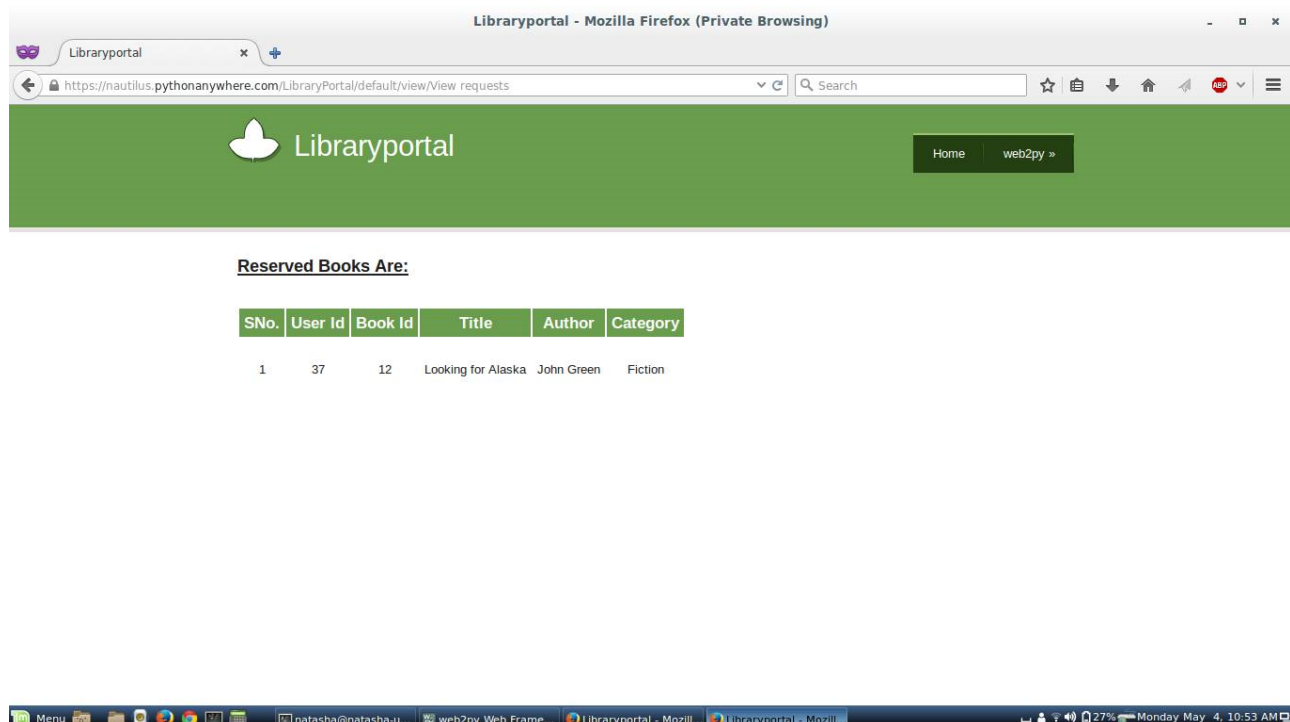 Libraryportal - Mozilla Firefox (Private Browsing)
Libraryportal
https://nautilus.pythonanywhere.com/LibraryPortal/default/view/View requests
Search
ABP
Libraryportal
Home web2py »
Reserved Books Are:
SNo. User Id Book Id Title Author Category
1 37 12 Looking for Alaska John Green Fiction
Menu natasha@natasha-u... web2py Web Frame... Libraryportal - Mozill... Libraryportal - Mozill... 27% Monday May 4, 10:53 AM